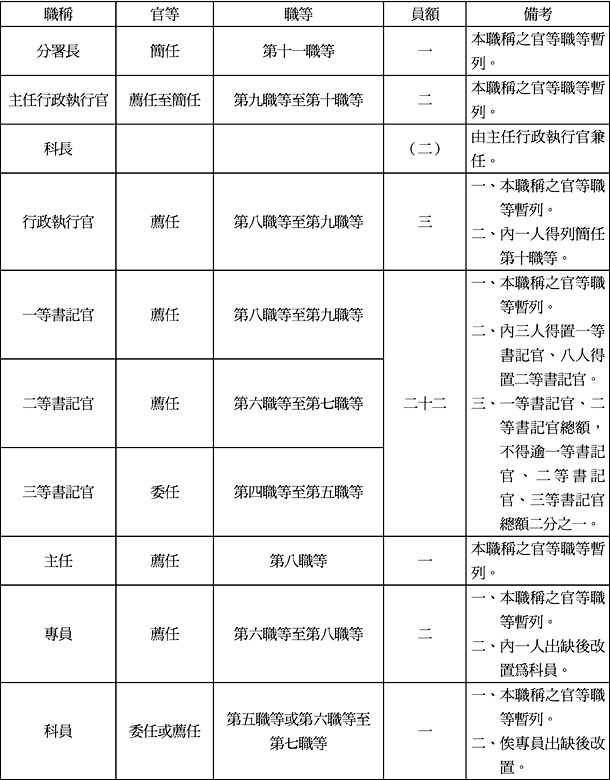 職稱 官等 職等 員額 備考
分署長 簡任 第十一職等 一 本職稱之官等職等暫
列。
主任行政執行官 薦任至簡任 第九職等至第十職等 二 本職稱之官等職等暫
列。
科長 （二） 由主任行政執行官兼
任。
行政執行官 薦任 第八職等至第九職等 三 一、本職稱之官等職
等暫列。
二、內一人得列簡任
第十職等。
一等書記官 薦任 第八職等至第九職等
二等書記官 薦任 第六職等至第七職等
三等書記官 委任 第四職等至第五職等
二十二
一、本職稱之官等職
等暫列。
二、內三人得置一等
書記官、八人得
置二等書記官。
三、一等書記官、二
等書記官總額，
不得逾一等書記
官、二等書記
官、三等書記官
總額二分之一。
主任 薦任 第八職等 一 本職稱之官等職等暫
列。
專員 薦任 第六職等至第八職等 二 一、本職稱之官等職
等暫列。
二、內一人出缺後改
置為科員。
科員 委任或薦任 第五職等或第六職等至
第七職等 一 一、本職稱之官等職
等暫列。
二、俟專員出缺後改
置。